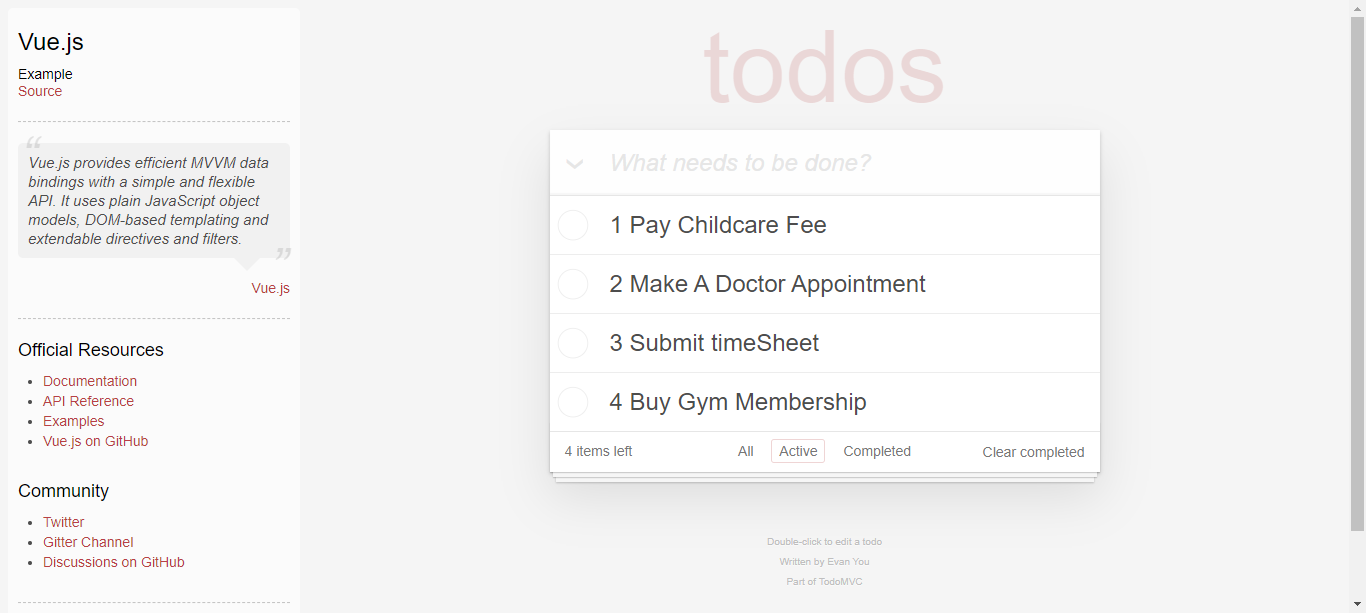 Vue.js
Example
Source
“
Vue.js provides efficient MVVM data
bindings with a simple and flexible
API. It uses plain JavaScript object
models, DOM-based templating and
extendable directives and filters.
”
Vue.js
Official Resources
• Documentation
• API Reference
• Examples
• Vue.js on GitHub
Community
• Twitter
• Gitter Channel
• Discussions on GitHub
todos
What needs to be done?
1 Pay Childcare Fee
2 Make A Doctor Appointment
3 Submit timeSheet
4 Buy Gym Membership
4 items left All Active Completed Clear completed
Double-click to edit a todo
Written by Evan You
Part of TodoMVC